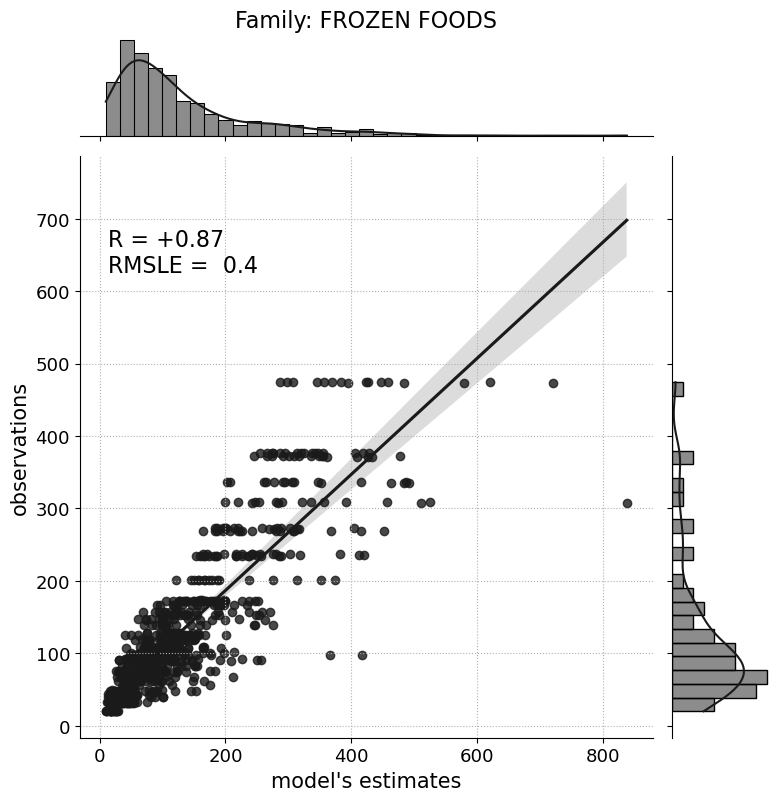 Family: FROZEN FOODS
R = +0.87
RMSLE =  0.4
700
600
500
400
300
200
100
0
observations
0 200 400 600 800
model's estimates